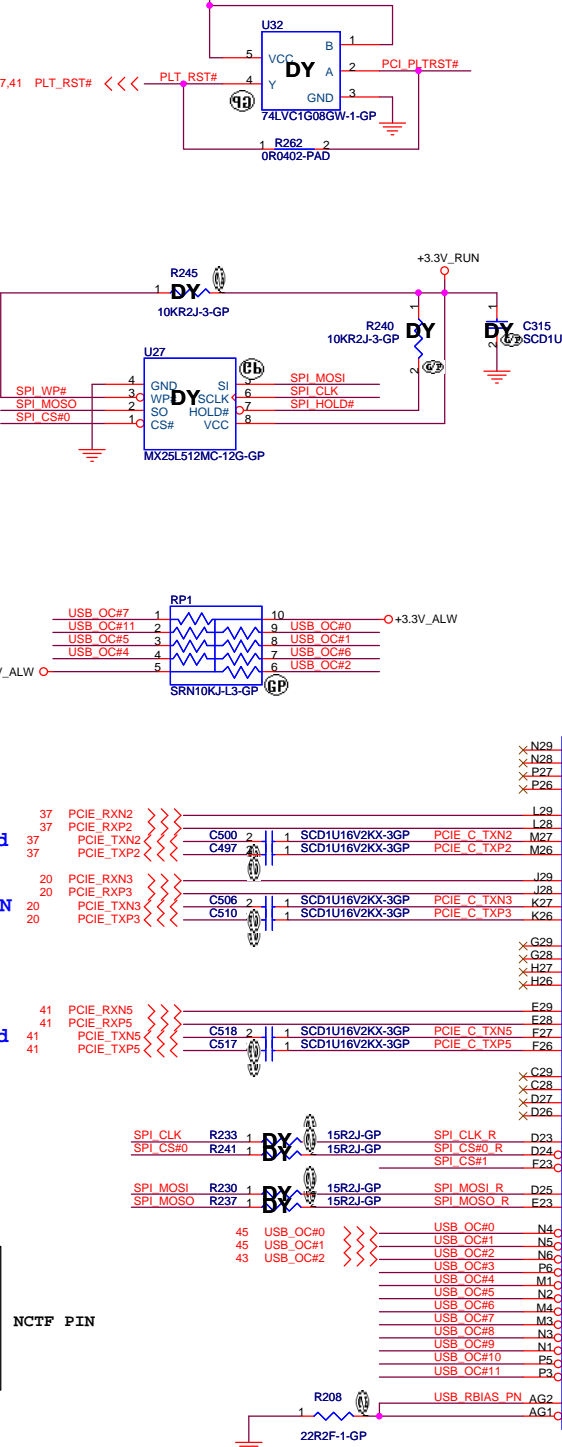 U32
5 VCC B 1
7,41 PLT_RST# PLT_RST# 4 Y DY A 2 PCI_PLTRST#
GND 3
74LVC1G08GW-1-GP
1 R262 2
0R0402-PAD
+3.3V_RUN
R245
1 DY
10KR2J-3-GP
R240 1 DY 2
10KR2J-3-GP
1 DY 2 C315
SCD1U
U27
4 GND SI 5 SPI_MOSI
SPI_WP# 3 WP# DY SCLK 6 SPI_CLK
SPI_MOSO 2 SO HOLD# 7 SPI_HOLD#
SPI_CS#0 1 CS# VCC 8
MX25L512MC-12G-GP
RP1
USB_OC#7 1 10 +3.3V_ALW
USB_OC#11 2 9 USB_OC#0
USB_OC#5 3 8 USB_OC#1
USB_OC#4 4 7 USB_OC#6
V_ALW 5 6 USB_OC#2
SRN10KJ-L3-GP GP
N29
N28
P27
P26
37 PCIE_RXN2 L29
37 PCIE_RXP2 L28
37 PCIE_TXN2 C500 2 1 SCD1U16V2KX-3GP PCIE_C_TXN2 M27
37 PCIE_TXP2 C497 2 1 SCD1U16V2KX-3GP PCIE_C_TXP2 M26
d
20 PCIE_RXN3 J29
20 PCIE_RXP3 J28
N 20 PCIE_TXN3 C506 2 1 SCD1U16V2KX-3GP PCIE_C_TXN3 K27
20 PCIE_TXP3 C510 1 SCD1U16V2KX-3GP PCIE_C_TXP3 K26
G29
G28
H27
H26
41 PCIE_RXN5 E29
41 PCIE_RXP5 E28
d 41 PCIE_TXN5 C518 2 1 SCD1U16V2KX-3GP PCIE_C_TXN5 F27
41 PCIE_TXP5 C517 1 SCD1U16V2KX-3GP PCIE_C_TXP5 F26
C29
C28
D27
D26
SPI_CLK R233 1 DY 15R2J-GP SPI_CLK_R D23
SPI_CS#0 R241 1 DY 15R2J-GP SPI_CS#0_R D24
SPI_CS#1 F23
SPI_MOSI R230 1 DY 15R2J-GP SPI_MOSI_R D25
SPI_MOSO R237 1 DY 15R2J-GP SPI_MOSO_R E23
45 USB_OC#0 USB_OC#0 N4
45 USB_OC#1 USB_OC#1 N5
43 USB_OC#2 USB_OC#2 N6
USB_OC#3 P6
USB_OC#4 M1
USB_OC#5 N2
USB_OC#6 M4
USB_OC#7 M3
USB_OC#8 N3
USB_OC#9 N1
USB_OC#10 P5
USB_OC#11 P3
NCTF PIN
R208 USB_RBIAS_PN AG2
1 AG1
22R2F-1-GP